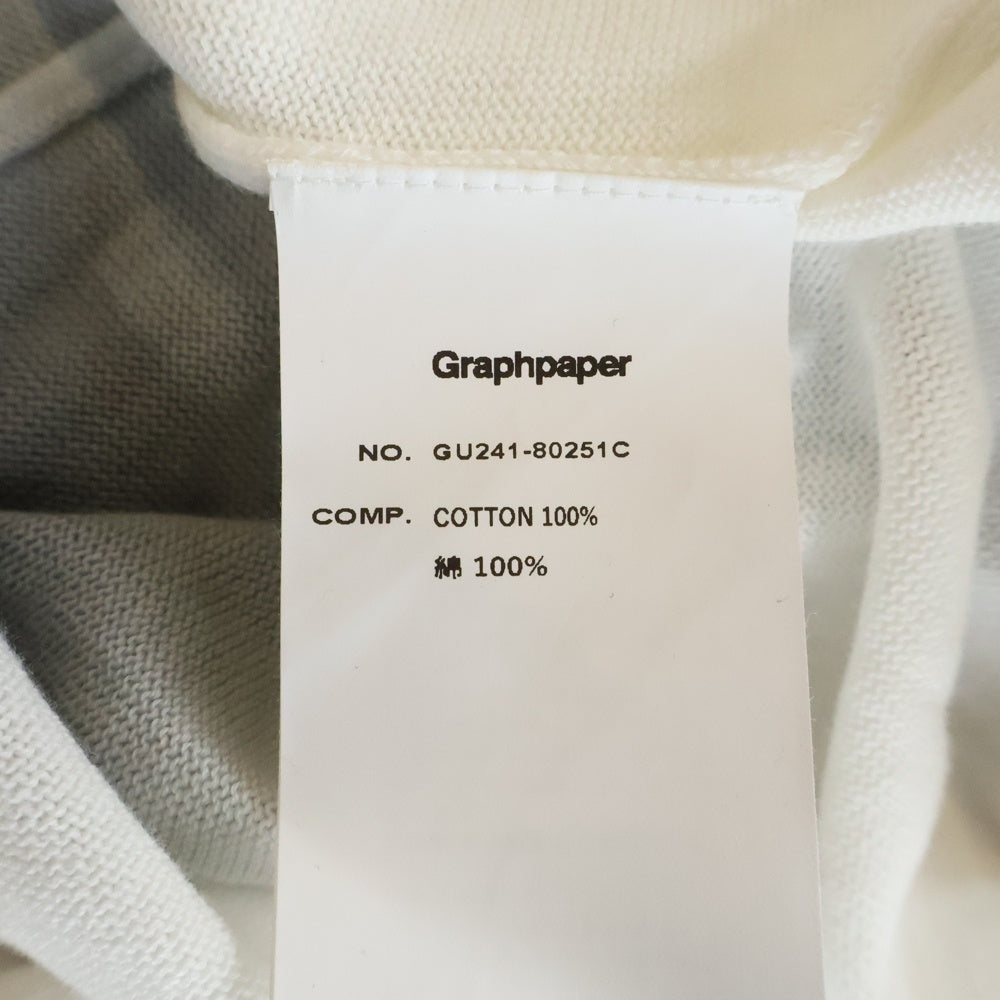 Graphpaper
NO. GU241-80251C
COMP. COTTON 100%
綿 100%